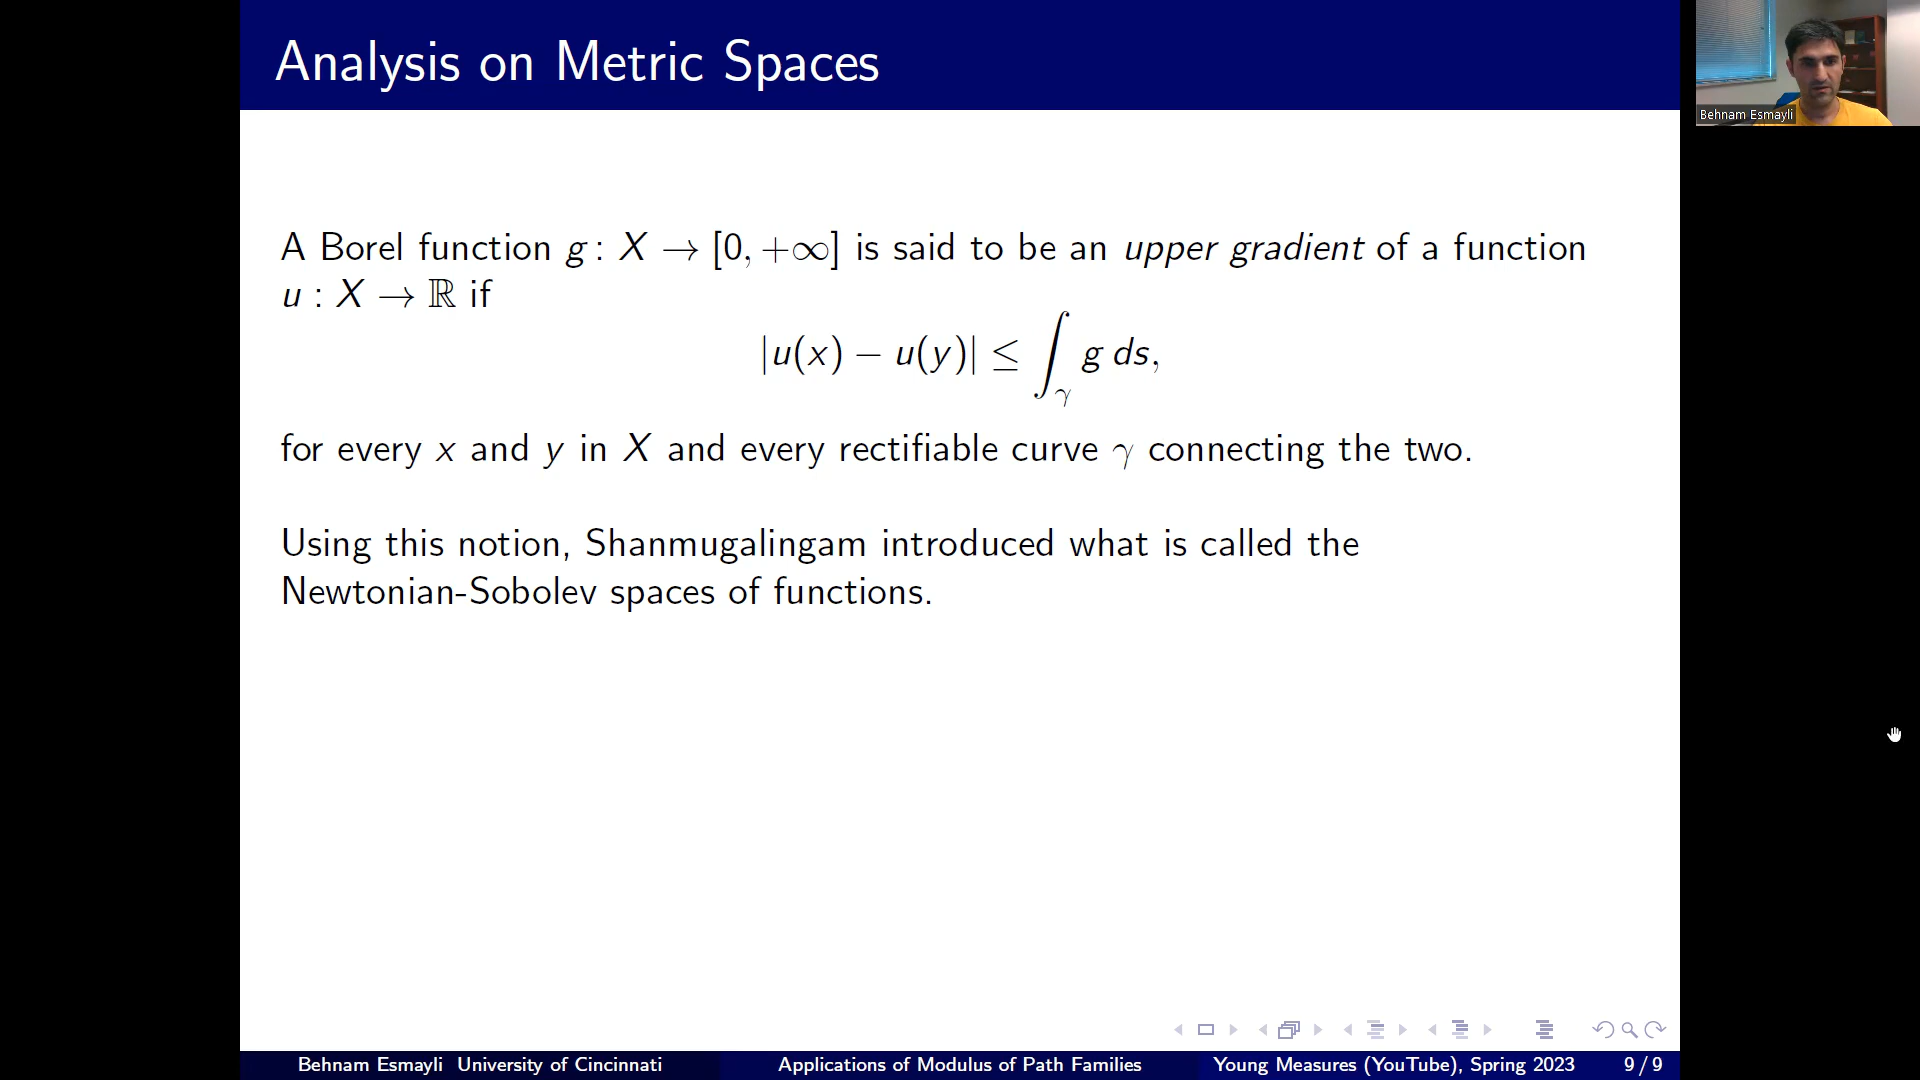 Analysis on Metric Spaces
Behnam Esmayli
A Borel function g : X → [0, +∞] is said to be an upper gradient of a function
u : X → ℝ if
|u(x) − u(y)| ≤ ∫_γ g ds,
for every x and y in X and every rectifiable curve γ connecting the two.
Using this notion, Shanmugalingam introduced what is called the
Newtonian-Sobolev spaces of functions.
Behnam Esmayli University of Cincinnati Applications of Modulus of Path Families Young Measures (YouTube), Spring 2023 9 / 9